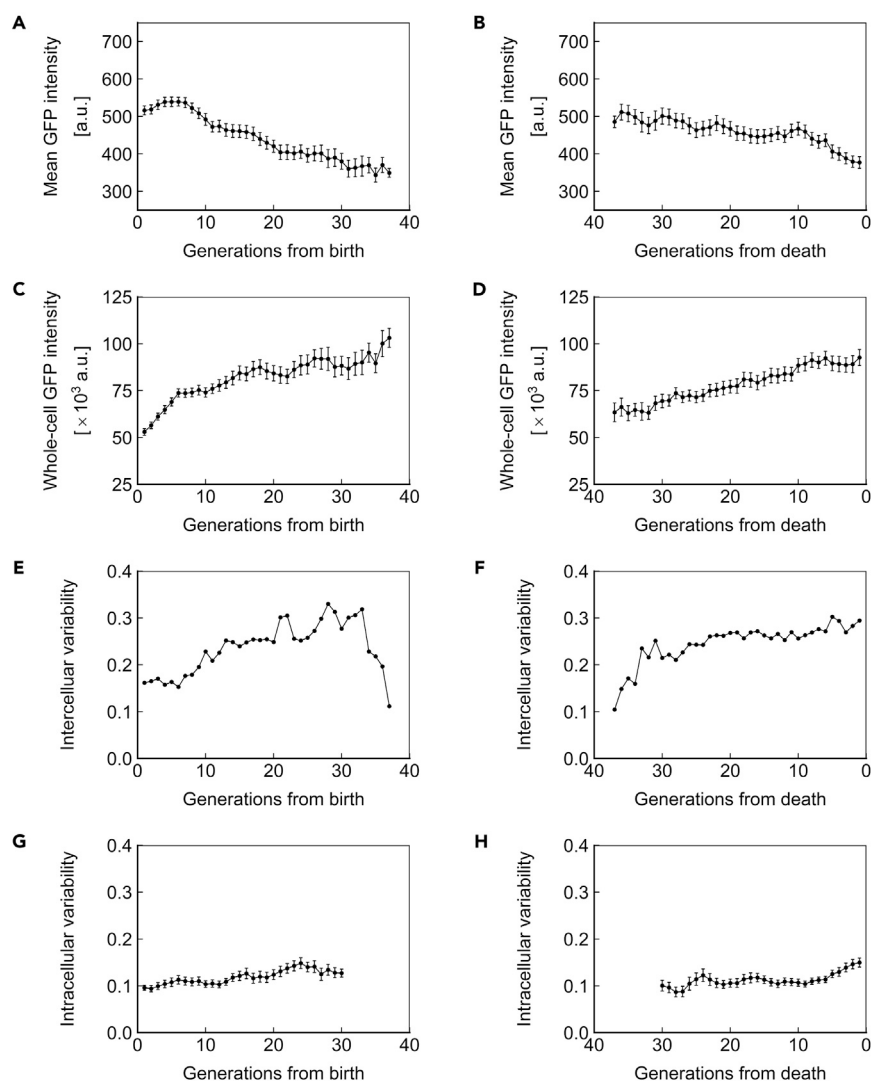 A
B
Mean GFP intensity
[a.u.]
700
600
500
400
300
0 10 20 30 40
Generations from birth
Mean GFP intensity
[a.u.]
700
600
500
400
300
40 30 20 10 0
Generations from death
C
D
Whole-cell GFP intensity
[ × 10³ a.u.]
125
100
75
50
25
0 10 20 30 40
Generations from birth
Whole-cell GFP intensity
[ × 10³ a.u.]
125
100
75
50
25
40 30 20 10 0
Generations from death
E
F
Intercelluar variability
0.4
0.3
0.2
0.1
0.0
0 10 20 30 40
Generations from birth
Intercelluar variability
0.4
0.3
0.2
0.1
0.0
40 30 20 10 0
Generations from death
G
H
Intracellular variability
0.4
0.3
0.2
0.1
0.0
0 10 20 30 40
Generations from birth
Intracellular variability
0.4
0.3
0.2
0.1
0.0
40 30 20 10 0
Generations from death